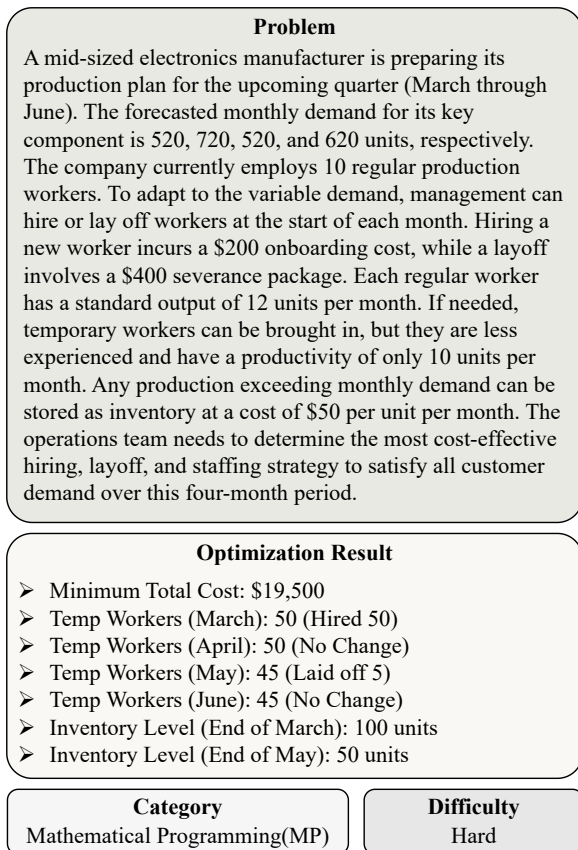 Problem
A mid-sized electronics manufacturer is preparing its
production plan for the upcoming quarter (March through
June). The forecasted monthly demand for its key
component is 520, 720, 520, and 620 units, respectively.
The company currently employs 10 regular production
workers. To adapt to the variable demand, management can
hire or lay off workers at the start of each month. Hiring a
new worker incurs a $200 onboarding cost, while a layoff
involves a $400 severance package. Each regular worker
has a standard output of 12 units per month. If needed,
temporary workers can be brought in, but they are less
experienced and have a productivity of only 10 units per
month. Any production exceeding monthly demand can be
stored as inventory at a cost of $50 per unit per month. The
operations team needs to determine the most cost-effective
hiring, layoff, and staffing strategy to satisfy all customer
demand over this four-month period.
Optimization Result
➢ Minimum Total Cost: $19,500
➢ Temp Workers (March): 50 (Hired 50)
➢ Temp Workers (April): 50 (No Change)
➢ Temp Workers (May): 45 (Laid off 5)
➢ Temp Workers (June): 45 (No Change)
➢ Inventory Level (End of March): 100 units
➢ Inventory Level (End of May): 50 units
Category
Mathematical Programming(MP)
Difficulty
Hard